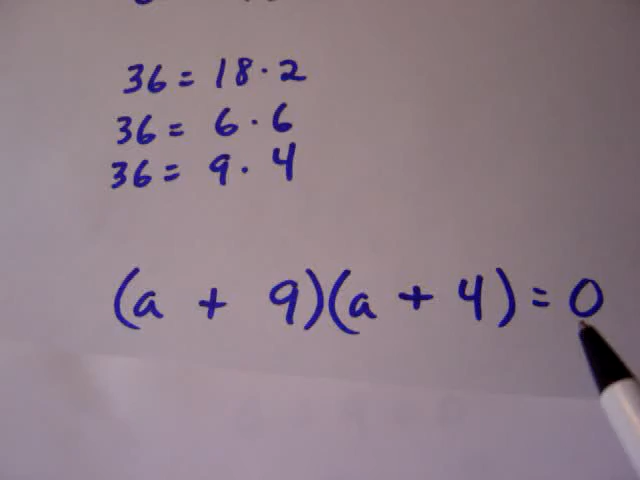 36 = 18 · 2
36 = 6 · 6
36 = 9 · 4
(a + 9)(a + 4) = 0